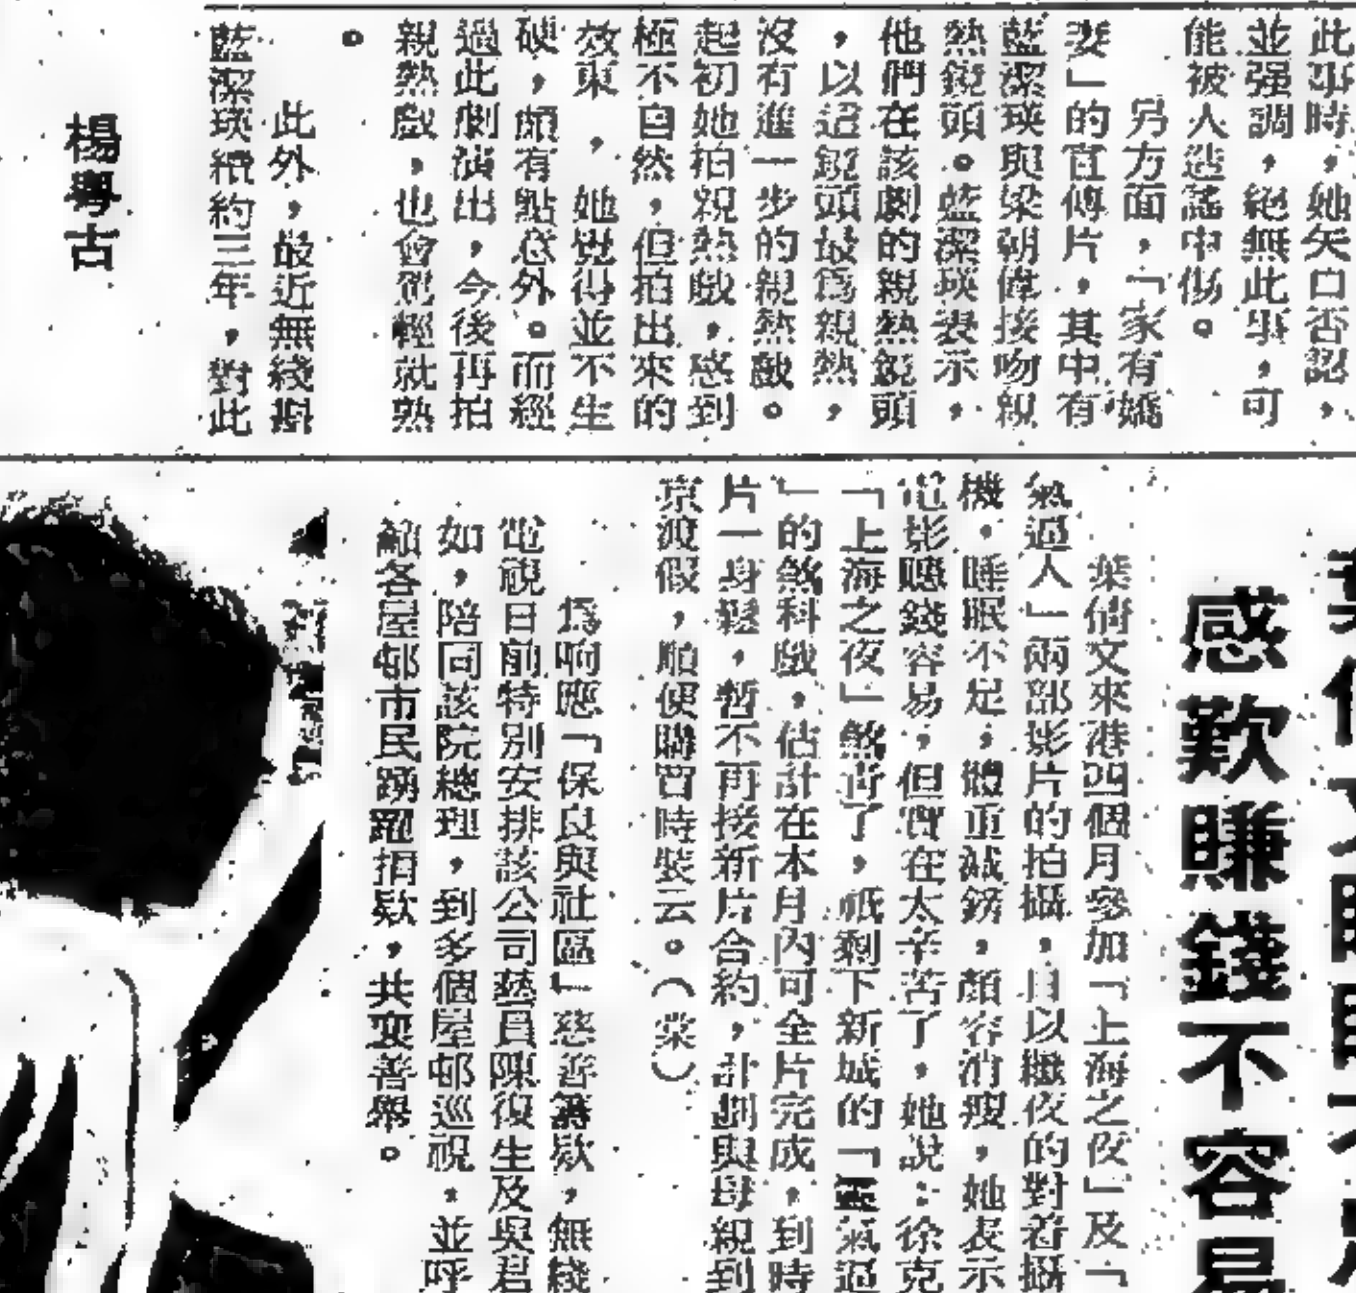 此事時，她矢口否認，
並强調，絕無此事，可
能被人造謠中傷。
另方面，「家有嬌
妻」的宣傳片，其中有
藍潔瑛與梁朝偉接吻親
熱鏡頭。藍潔瑛表示，
他們在該劇的親熱鏡頭
，以這鏡頭最爲親熱，
沒有進一步的親熱戲。
起初她拍親熱戲，感到
極不自然，但拍出來的
效果，她覺得並不生
硬，頗有點意外。而經
過此劇演出，今後再拍
親熱戲，也會駕輕就熟
。
此外，最近無綫與
藍潔瑛續約三年，對此
楊粤古
感歎賺錢不容易
葉倩文來港四個月參加「上海之夜」及「
氣逼人」兩部影片的拍攝，日以繼夜的對着攝
機，睡眠不足，體重減鎊，顏容消瘦，她表示
電影賺錢容易，但實在太辛苦了，她說：徐克
「上海之夜」煞靑了，祇剩下新城的「靈氣逼
」的煞科戲，估計在本月內可全片完成，到時
片一身鬆，暫不再接新片合約，計劃與母親到
京渡假，順便購買時裝云。（葉）
爲响應「保良與社區」慈善籌欵，無綫
電視日前特別安排該公司藝員陳復生及吳君
如，陪同該院總理，到多個屋邨巡視，並呼
籲各屋邨市民踴躍捐欵，共襄善舉。